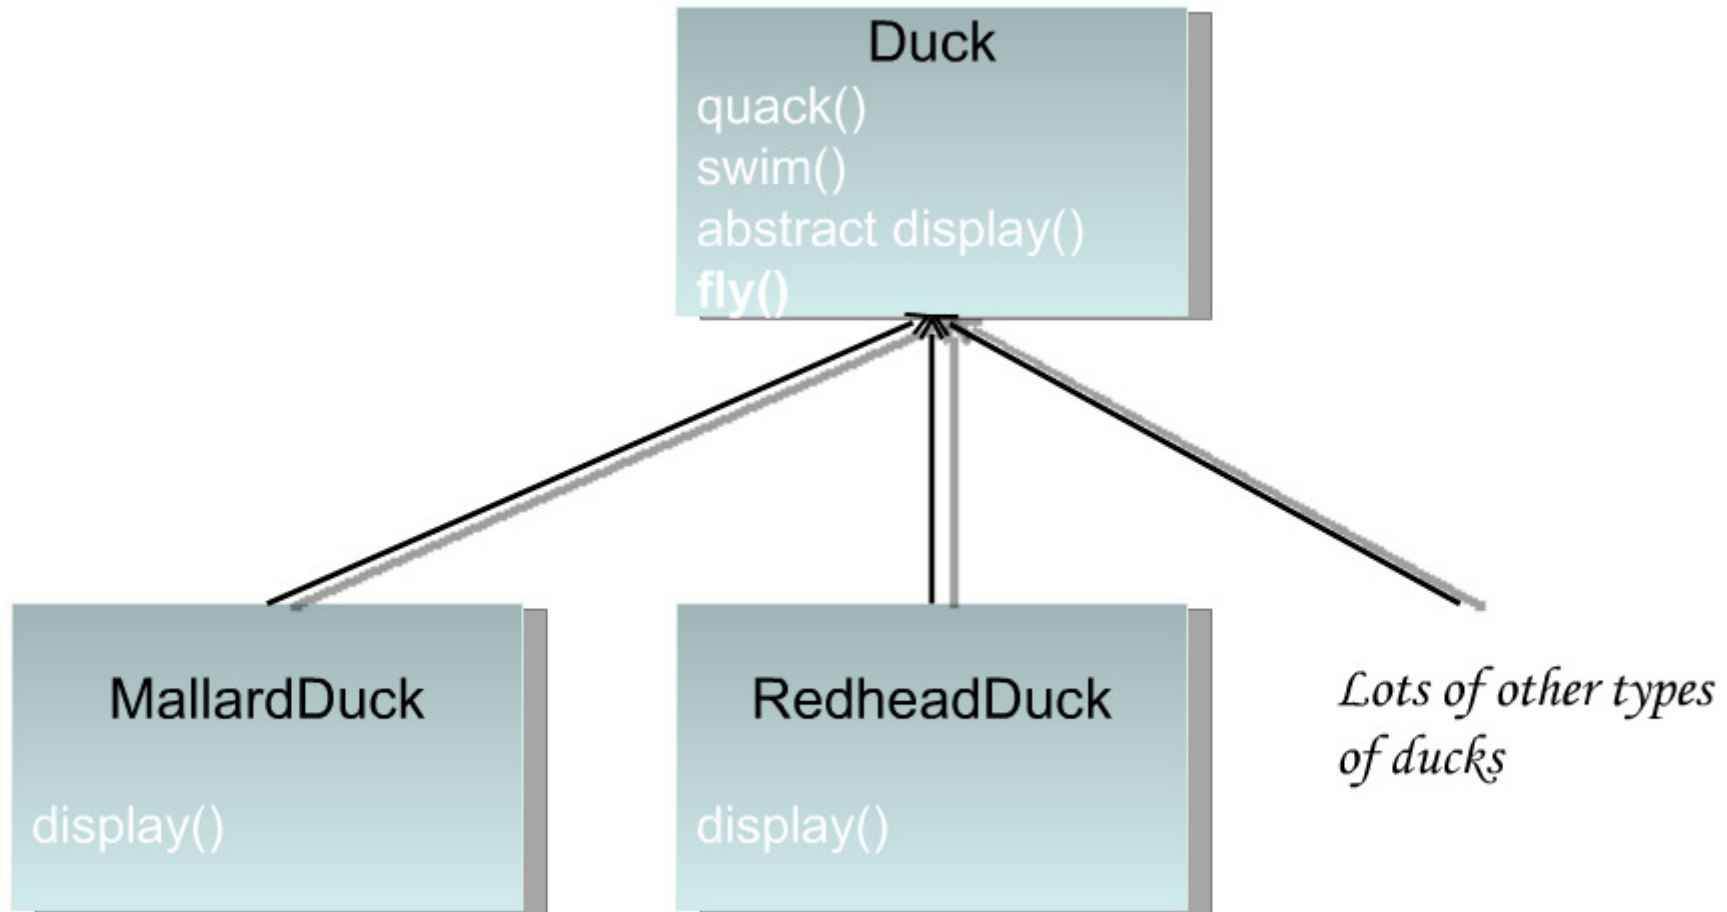 Duck
quack()
swim()
abstract display()
fly()
MallardDuck
display()
RedheadDuck
display()
Lots of other types
of ducks